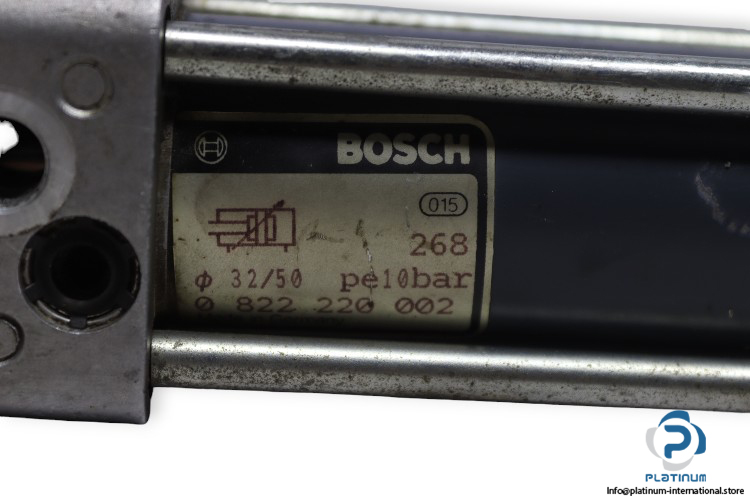 BOSCH
015
268
ϕ 32/50 pe10bar
0 822 220 002
PLATINUM
Info@platinum-international.store